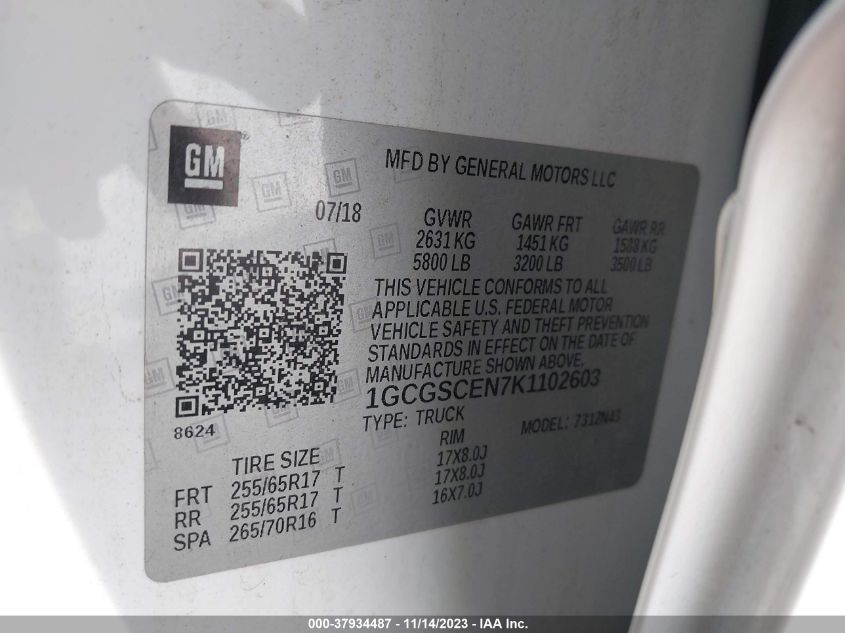 GM
MFD BY GENERAL MOTORS LLC
07/18
GVWR GAWR FRT GAWR RR
2631 KG 1451 KG 1588 KG
5800 LB 3200 LB 3500 LB
THIS VEHICLE CONFORMS TO ALL
APPLICABLE U.S. FEDERAL MOTOR
VEHICLE SAFETY AND THEFT PREVENTION
STANDARDS IN EFFECT ON THE DATE OF
MANUFACTURE SHOWN ABOVE.
1GCGSCEN7K1102603
8624
TYPE: TRUCK MODEL: 7312N43
TIRE SIZE RIM
FRT 255/65R17 T 17X8.0J
RR 255/65R17 T 17X8.0J
SPA 265/70R16 T 16X7.0J
000-37934487 - 11/14/2023 - Copyright IAA, Inc.